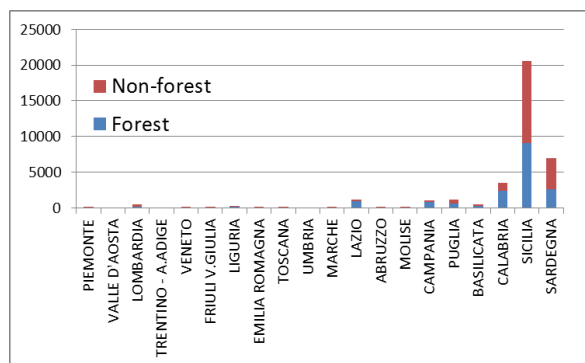 25000
20000
15000
10000
5000
0
Non-forest
Forest
PIEMONTE
VALLE D'AOSTA
LOMBARDIA
TRENTINO - A.ADIGE
VENETO
FRIULI V.GIULIA
LIGURIA
EMILIA ROMAGNA
TOSCANA
UMBRIA
MARCHE
LAZIO
ABRUZZO
MOLISE
CAMPANIA
PUGLIA
BASILICATA
CALABRIA
SICILIA
SARDEGNA